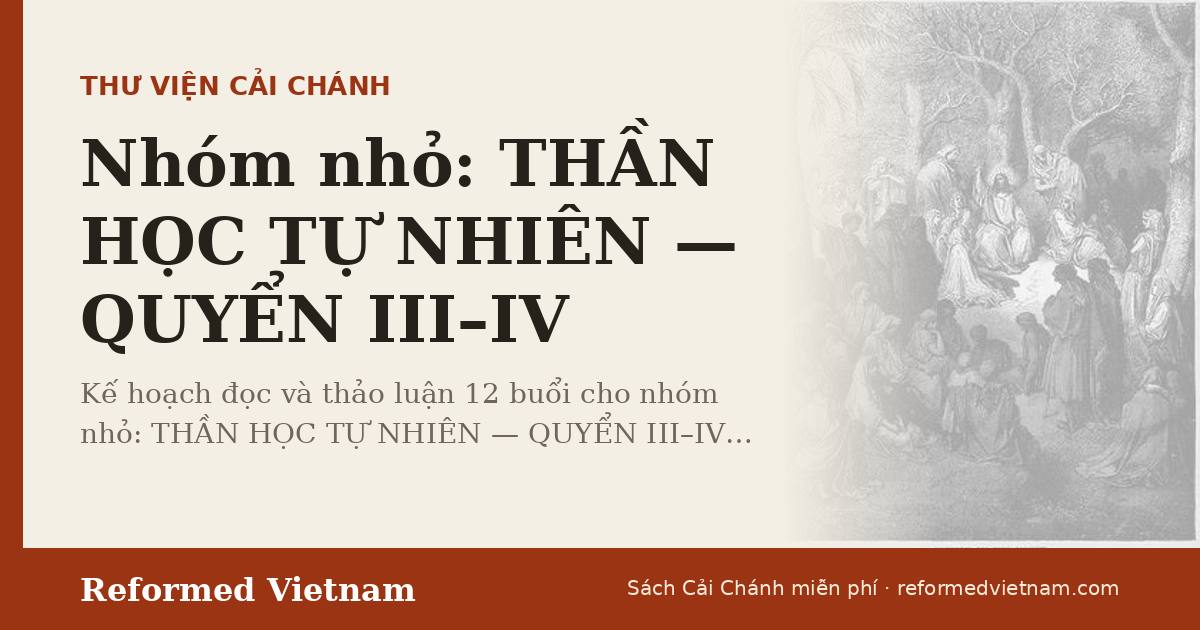 THƯ VIỆN CẢI CHÁNH
Nhóm nhỏ: THẦN
HỌC TỰ NHIÊN —
QUYỂN III–IV
Kế hoạch đọc và thảo luận 12 buổi cho nhóm
nhỏ: THẦN HỌC TỰ NHIÊN — QUYỂN III–IV…
Reformed Vietnam
Sách Cải Chánh miễn phí · reformedvietnam.com